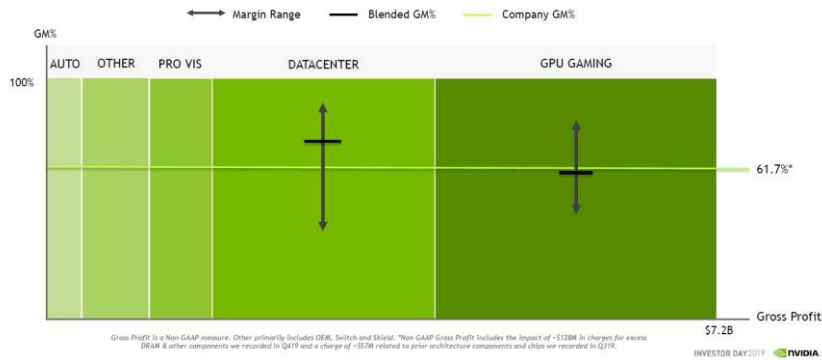 Margin Range Blended GM% Company GM%
GM%
AUTO OTHER PRO VIS DATACENTER GPU GAMING
100%
61.7%*
Gross Profit
$7.2B
Gross Profit is a Non-GAAP measure. Other primarily includes OEM, Switch and Shield. *Non GAAP Gross Profit includes the impact of ~$128M in charges for excess
DRAM & other components we recorded in Q419 and a charge of ~$57M related to prior architecture components and chips we recorded in Q319.
INVESTOR DAY 2019 NVIDIA